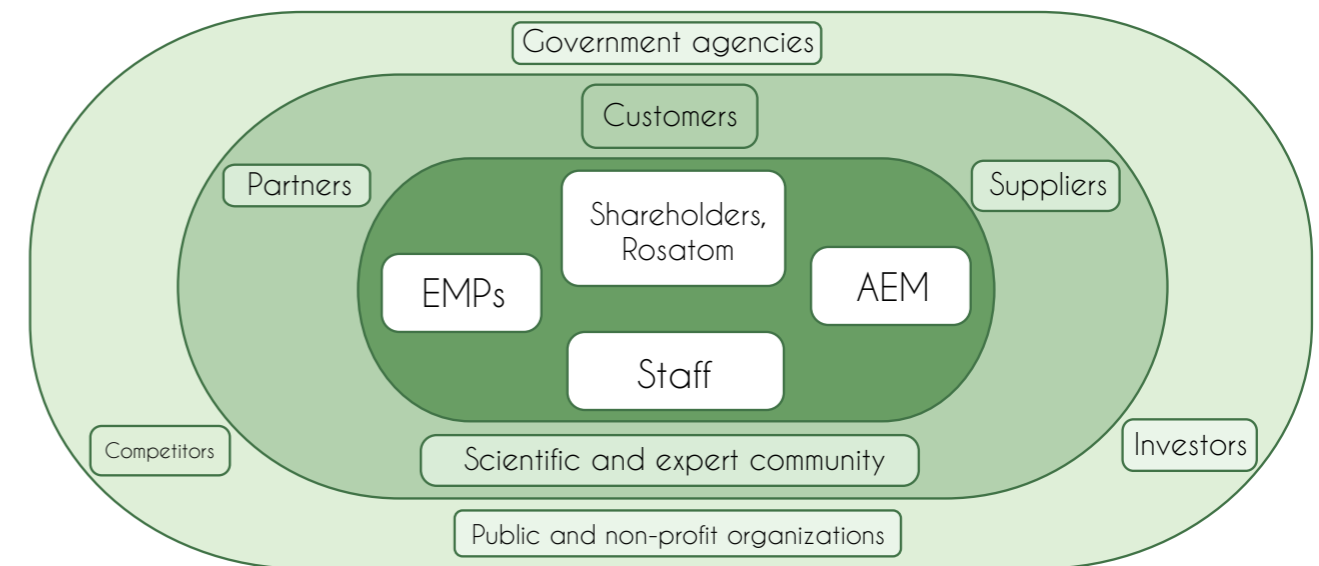 Government agencies
Customers
Partners
Suppliers
Shareholders,
Rosatom
EMPs
AEM
Staff
Competitors
Investors
Scientific and expert community
Public and non-profit organizations